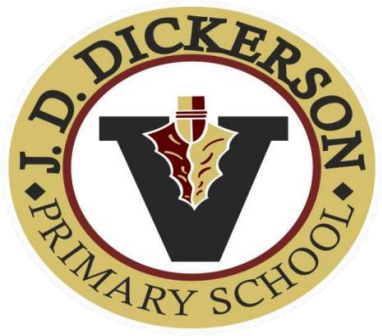 J. D. DICKERSON
V
PRIMARY SCHOOL